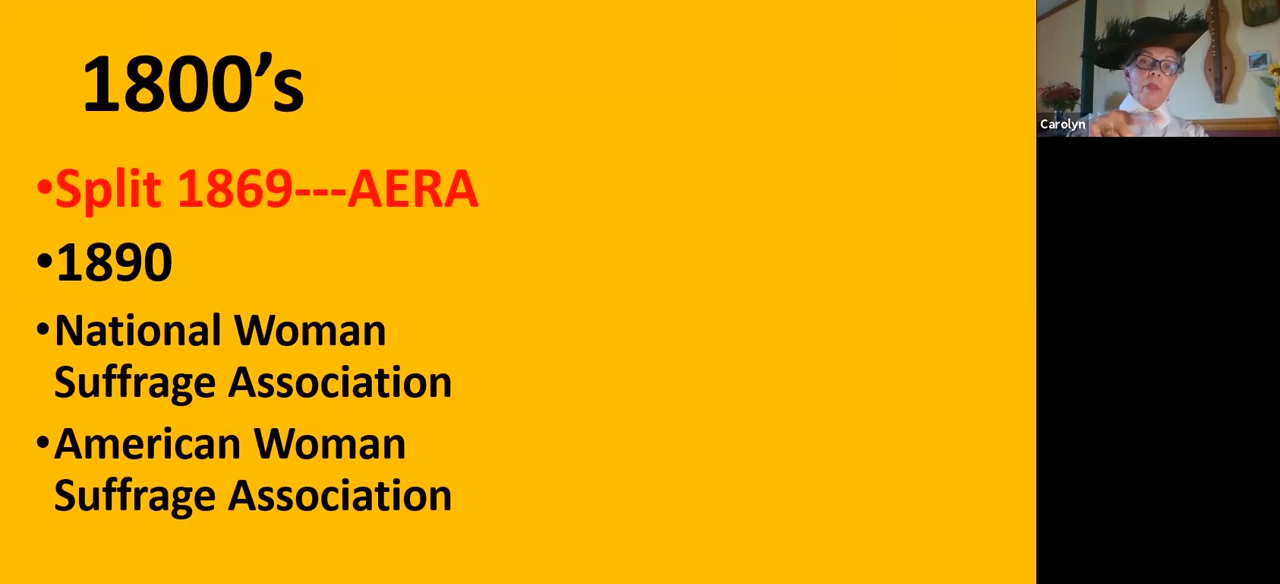 1800’s
•Split 1869---AERA
•1890
•National Woman
Suffrage Association
•American Woman
Suffrage Association
Carolyn